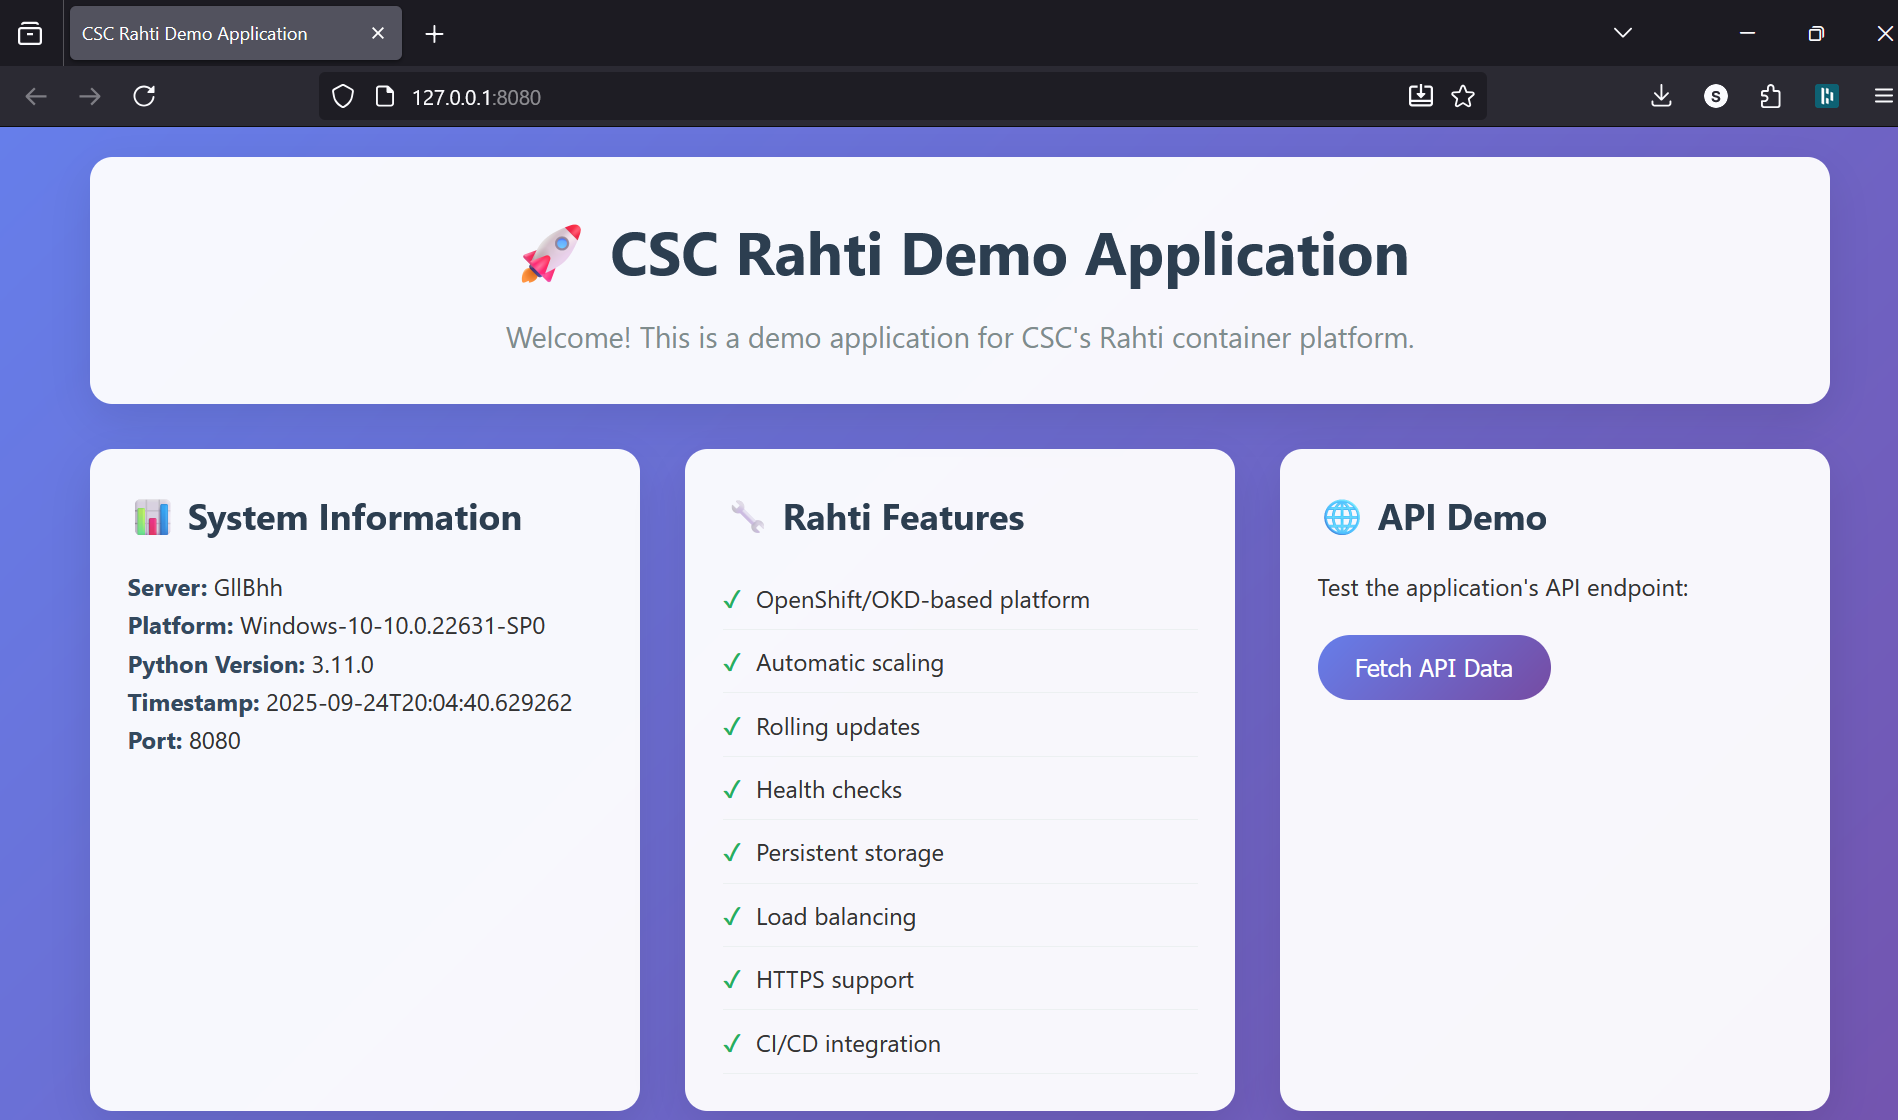 CSC Rahti Demo Application
127.0.0.1:8080
S
CSC Rahti Demo Application
Welcome! This is a demo application for CSC's Rahti container platform.
System Information
Server: GllBhh
Platform: Windows-10-10.0.22631-SP0
Python Version: 3.11.0
Timestamp: 2025-09-24T20:04:40.629262
Port: 8080
Rahti Features
✓ OpenShift/OKD-based platform
✓ Automatic scaling
✓ Rolling updates
✓ Health checks
✓ Persistent storage
✓ Load balancing
✓ HTTPS support
✓ CI/CD integration
API Demo
Test the application's API endpoint:
Fetch API Data